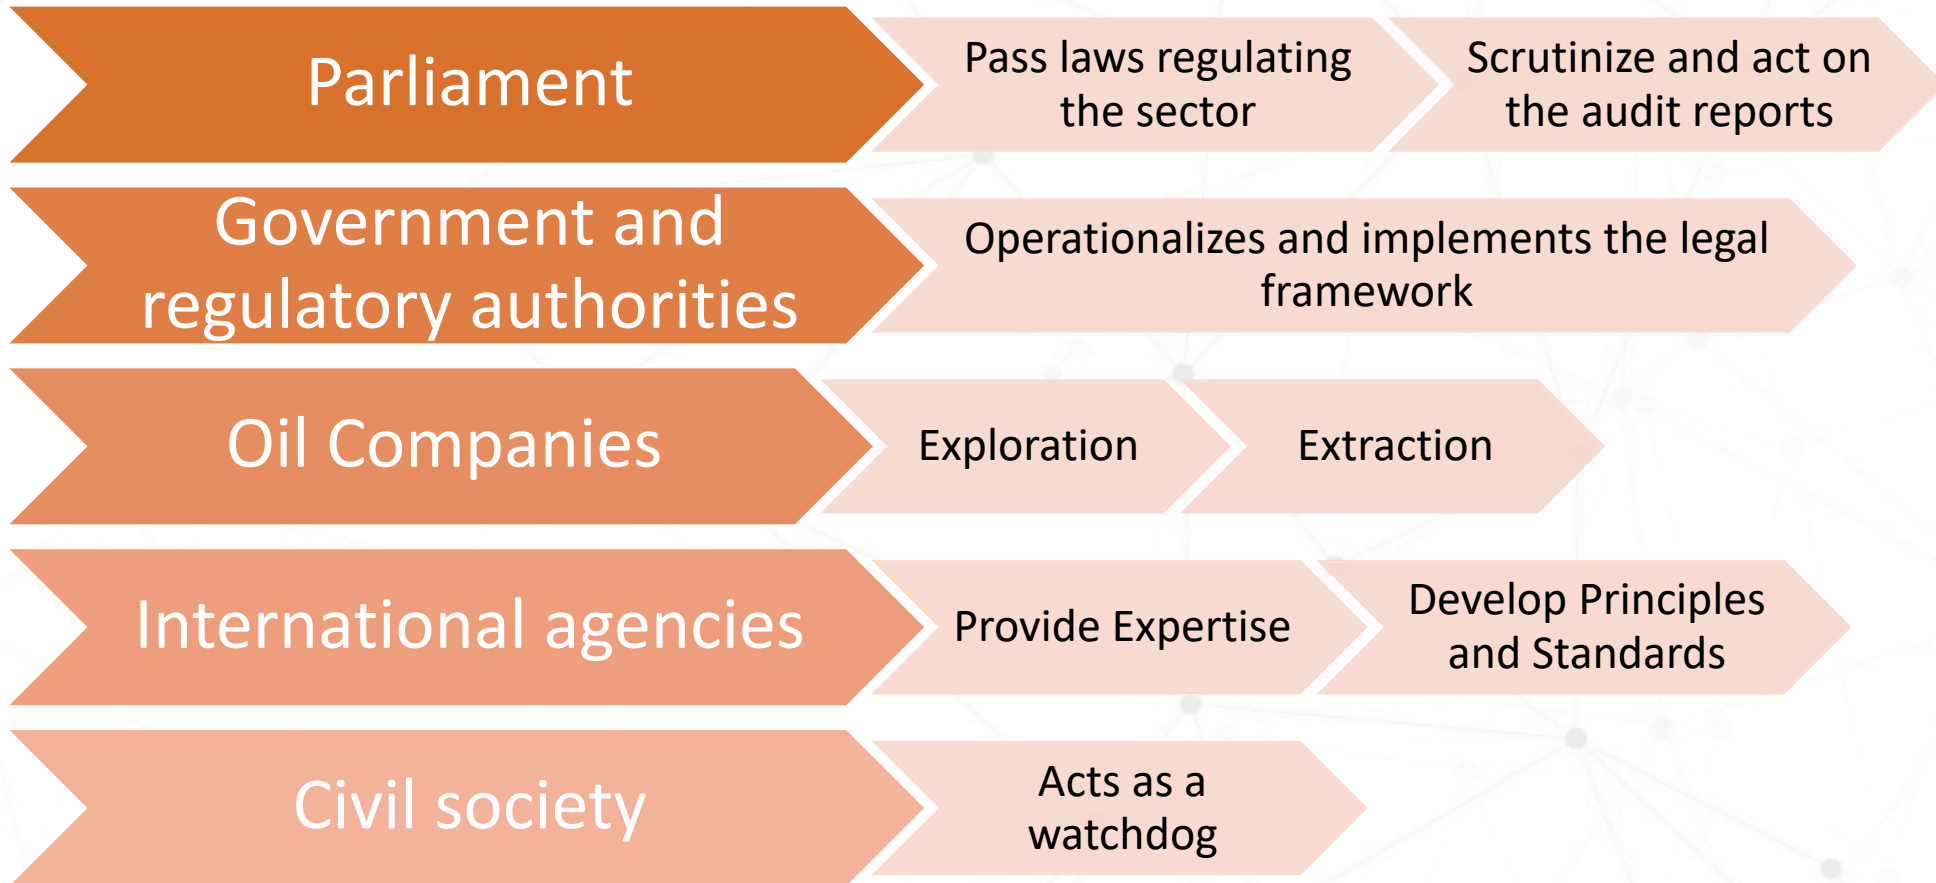 Parliament
Pass laws regulating
the sector
Scrutinize and act on
the audit reports
Government and
regulatory authorities
Operationalizes and implements the legal
framework
Oil Companies
Exploration
Extraction
International agencies
Provide Expertise
Develop Principles
and Standards
Civil society
Acts as a
watchdog